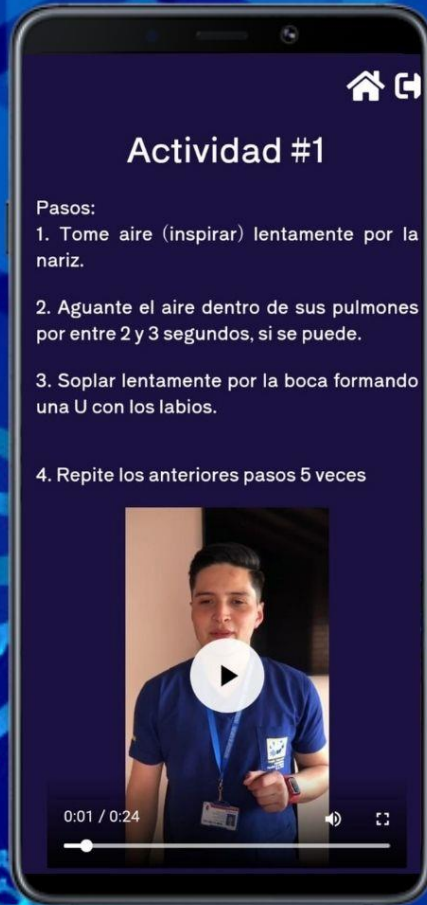 Actividad #1
Pasos:
1. Tome aire (inspirar) lentamente por la
nariz.
2. Aguante el aire dentro de sus pulmones
por entre 2 y 3 segundos, si se puede.
3. Soplar lentamente por la boca formando
una U con los labios.
4. Repite los anteriores pasos 5 veces
0:01 / 0:24